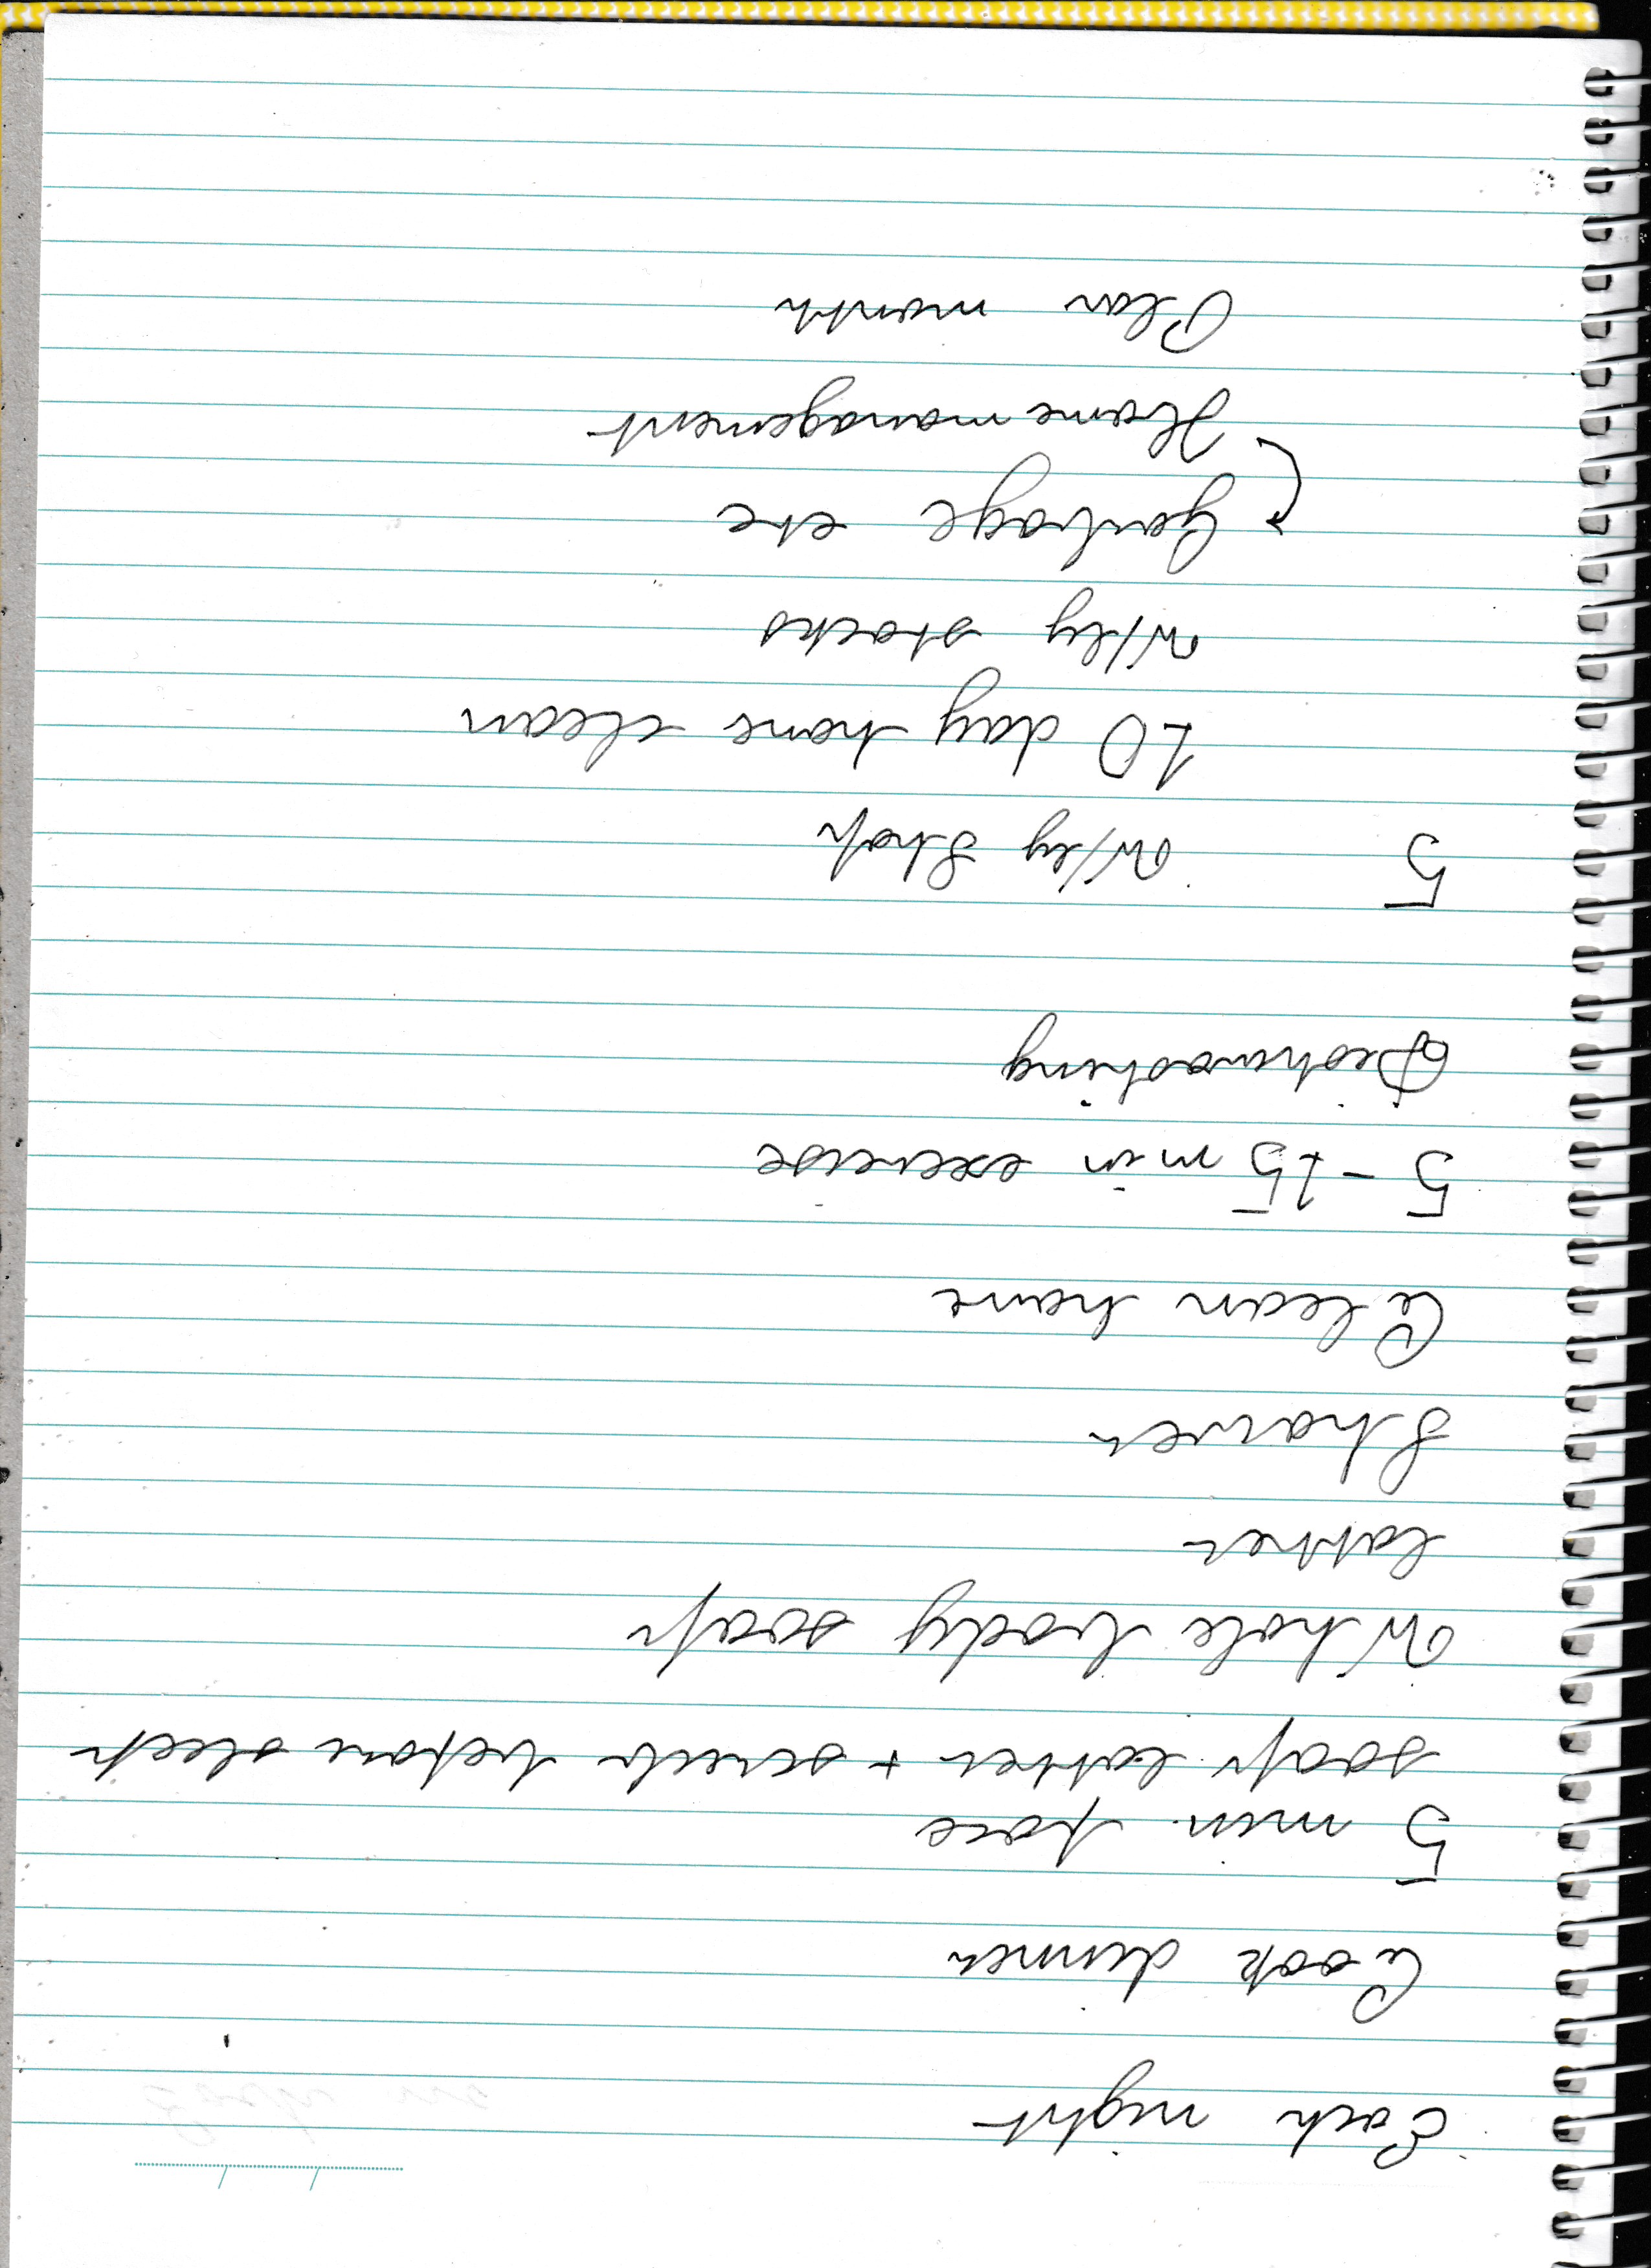 Each night
Cook dinner
5 min. face
soap lather + scrub before sleep
Whole body soap
lather
Shower
Clean home
5-15 min exercise
Dishwashing
5 W/ly Shop
10 day home clean
W/ly stocks
Garbage etc
Home management
Plan month